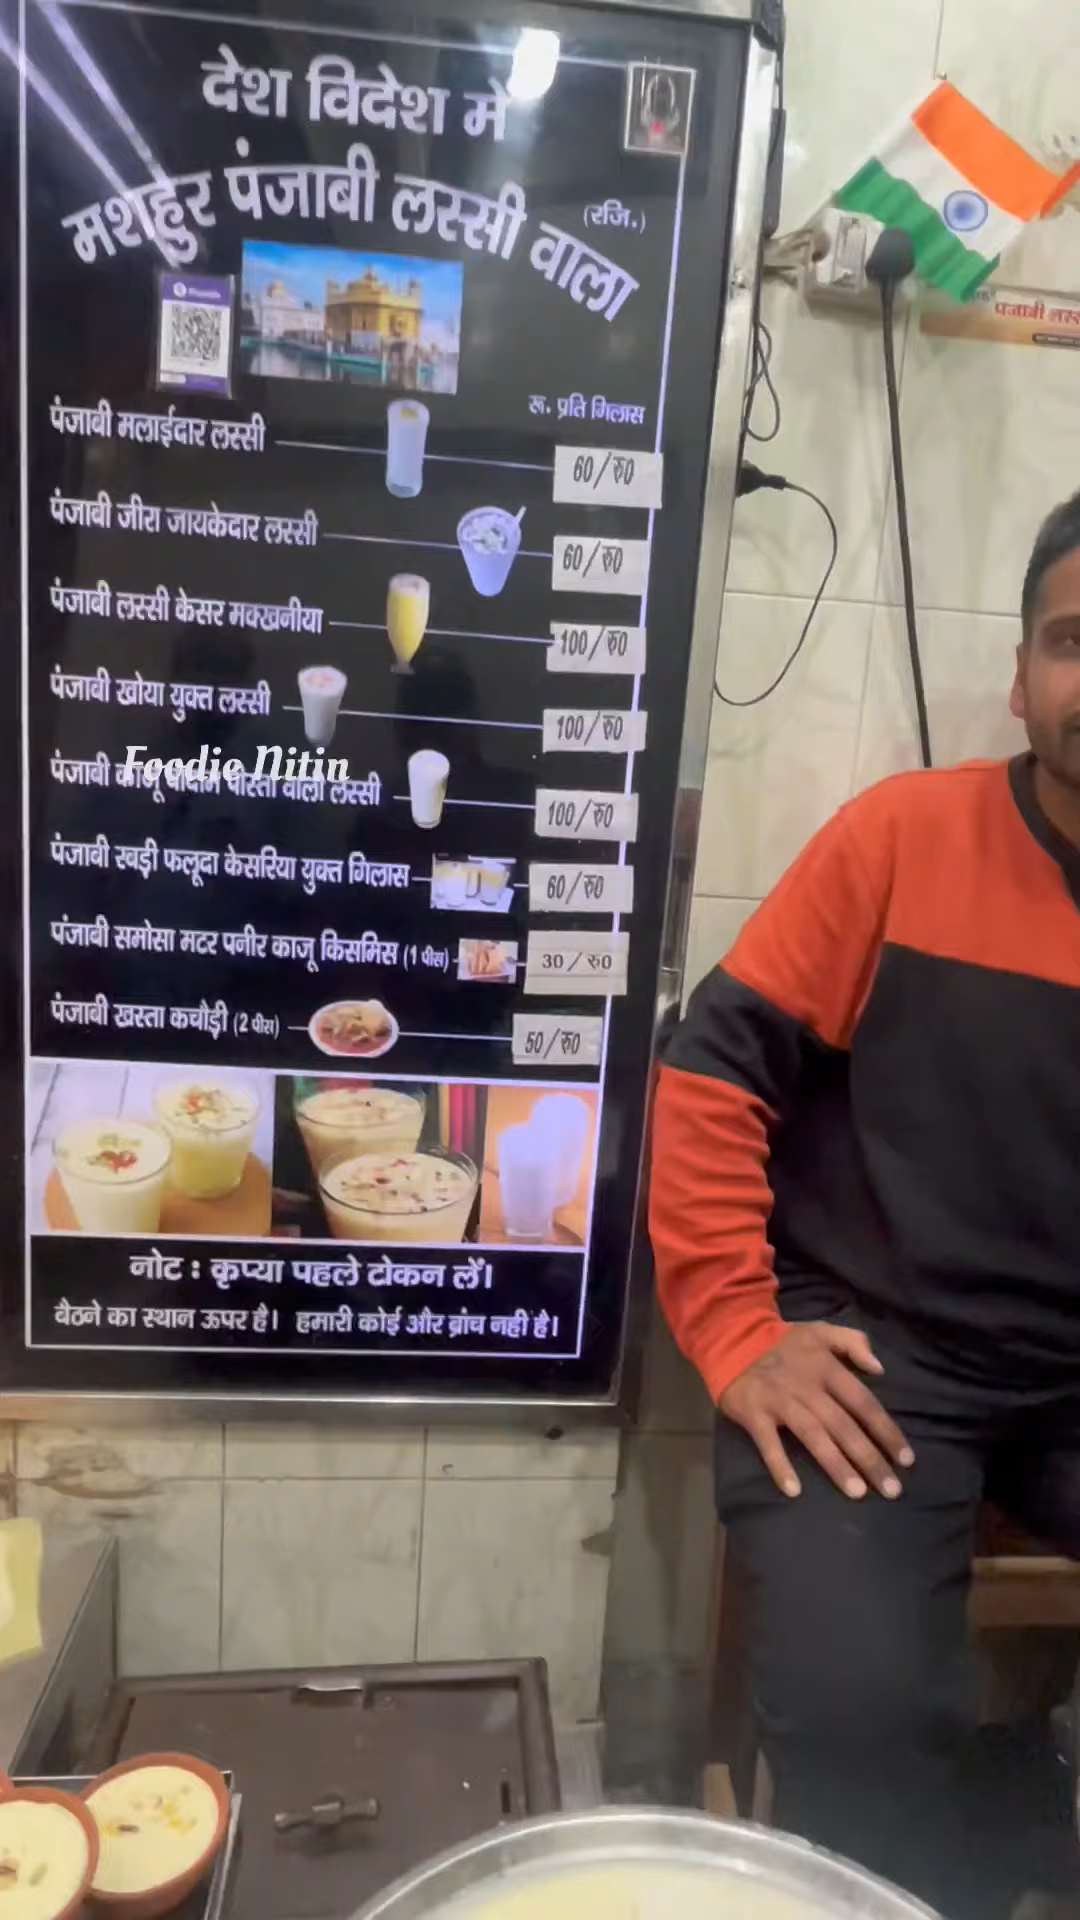 देश विदेश में
मशहुर पंजाबी लस्सी वाला
(रजि.)
रू. प्रति गिलास
पंजाबी मलाईदार लस्सी 60/रु0
पंजाबी जीरा जायकेदार लस्सी 60/रु0
पंजाबी लस्सी केसर मक्खनीया 100/रु0
पंजाबी खोया युक्त लस्सी 100/रु0
Foodie Nitin
पंजाबी काजू बादाम पोस्ता वाली लस्सी 100/रु0
पंजाबी रबड़ी फलूदा केसरिया युक्त गिलास 60/रु0
पंजाबी समोसा मटर पनीर काजू किसमिस (1 पीस) 30/रु0
पंजाबी खस्ता कचौड़ी (2 पीस) 50/रु0
नोट : कृप्या पहले टोकन लें।
बैठने का स्थान ऊपर है। हमारी कोई और ब्रांच नही है।
पंजाबी